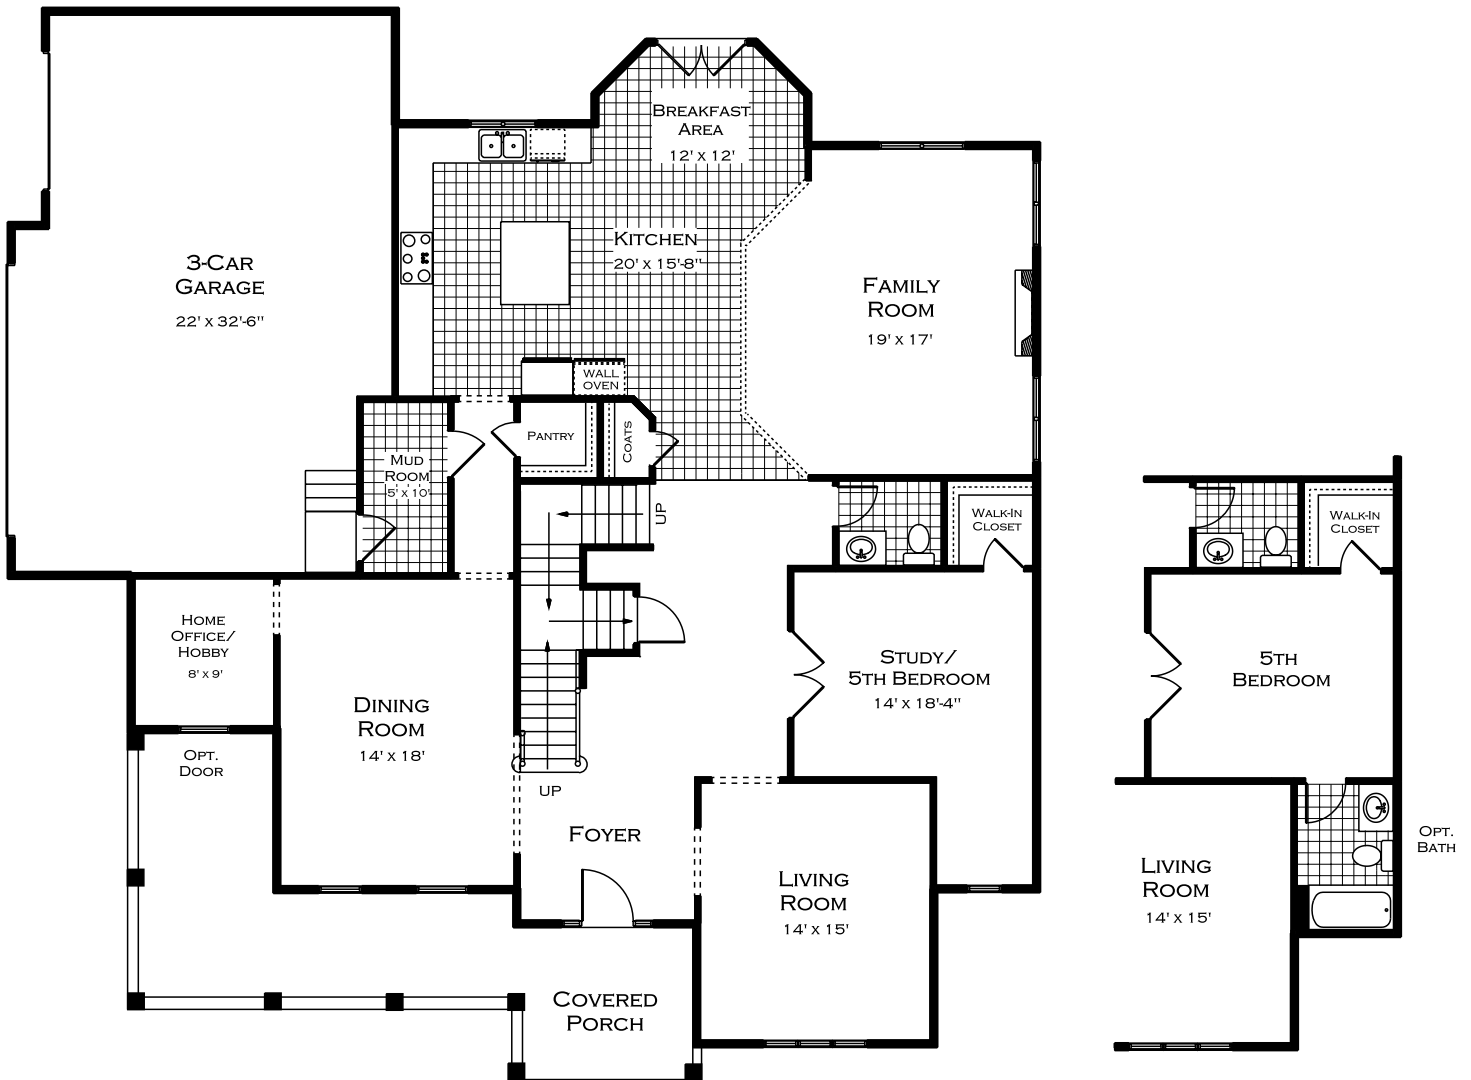 BREAKFAST
AREA
12' x 12'
3-CAR
GARAGE
22' x 32'-6"
KITCHEN
20' x 15'-8"
FAMILY
ROOM
19' x 17'
WALL
OVEN
PANTRY
COATS
MUD
ROOM
5' x 10'
UP
WALK-IN
CLOSET
HOME
OFFICE/
HOBBY
8' x 9'
STUDY/
5TH BEDROOM
14' x 18'-4"
DINING
ROOM
14' x 18'
OPT.
DOOR
UP
FOYER
LIVING
ROOM
14' x 15'
COVERED
PORCH
WALK-IN
CLOSET
5TH
BEDROOM
OPT.
BATH
LIVING
ROOM
14' x 15'